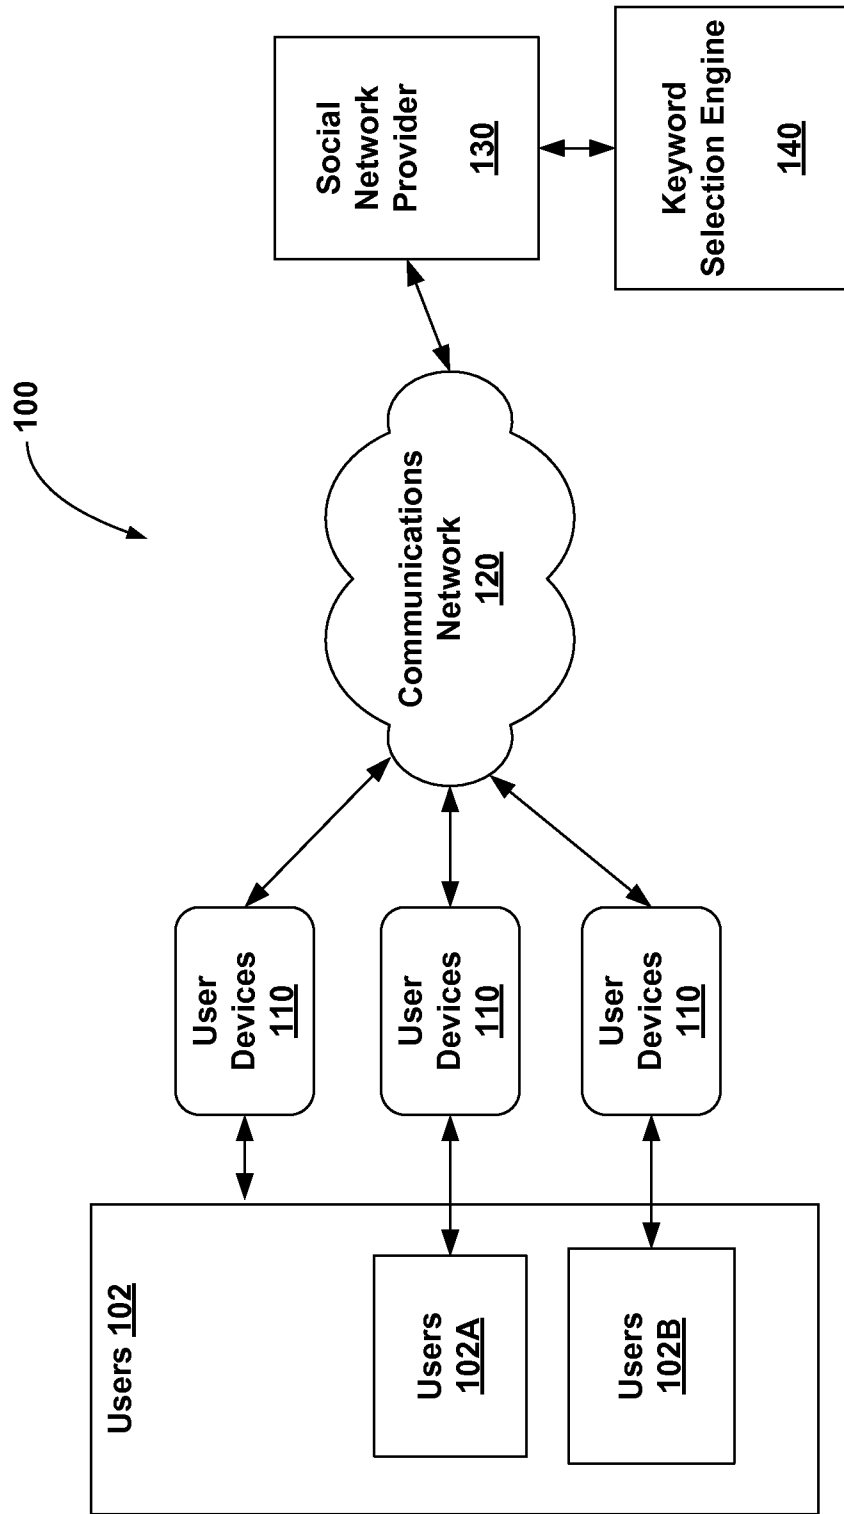 100
Users 102
Users
102A
Users
102B
User
Devices
110
User
Devices
110
User
Devices
110
Communications
Network
120
Social
Network
Provider
130
Keyword
Selection Engine
140